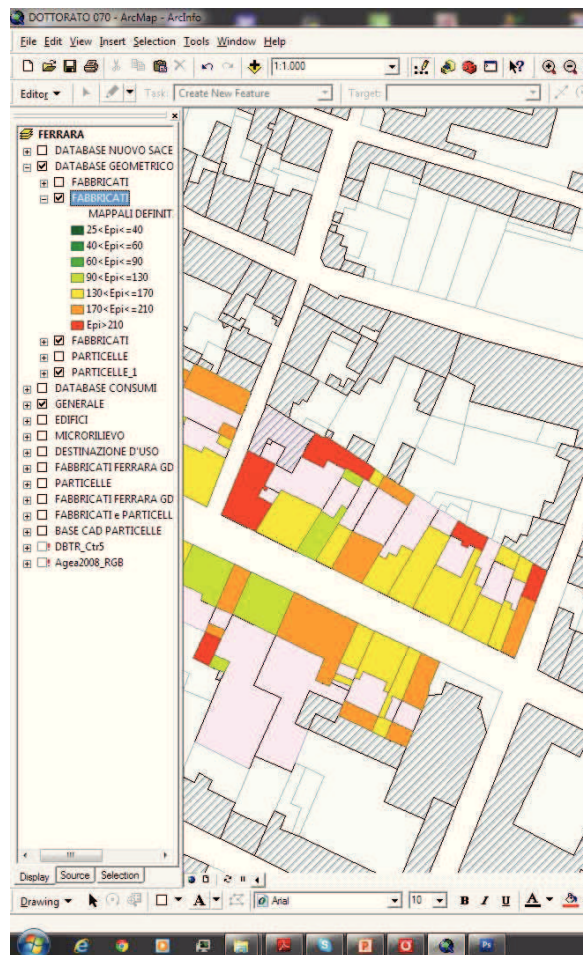 DOTTORATO 070 - ArcMap - ArcInfo
File Edit View Insert Selection Tools Window Help
1:1.000
Editor Task: Create New Feature Target:
FERRARA
DATABASE NUOVO SACE
DATABASE GEOMETRICO
FABBRICATI
FABBRICATI
MAPPALI DEFINIT
25<Epi<=40
40<Epi<=60
60<Epi<=90
90<Epi<=130
130<Epi<=170
170<Epi<=210
Epi>210
FABBRICATI
PARTICELLE
PARTICELLE_1
DATABASE CONSUMI
GENERALE
EDIFICI
MICRORILIEVO
DESTINAZIONE D'USO
FABBRICATI FERRARA GD
PARTICELLE
FABBRICATI FERRARA GD
FABBRICATI e PARTICELL
BASE CAD PARTICELLE
DBTR_Ctr5
Agea2008_RGB
Display Source Selection
Drawing A Arial 10 B I U A